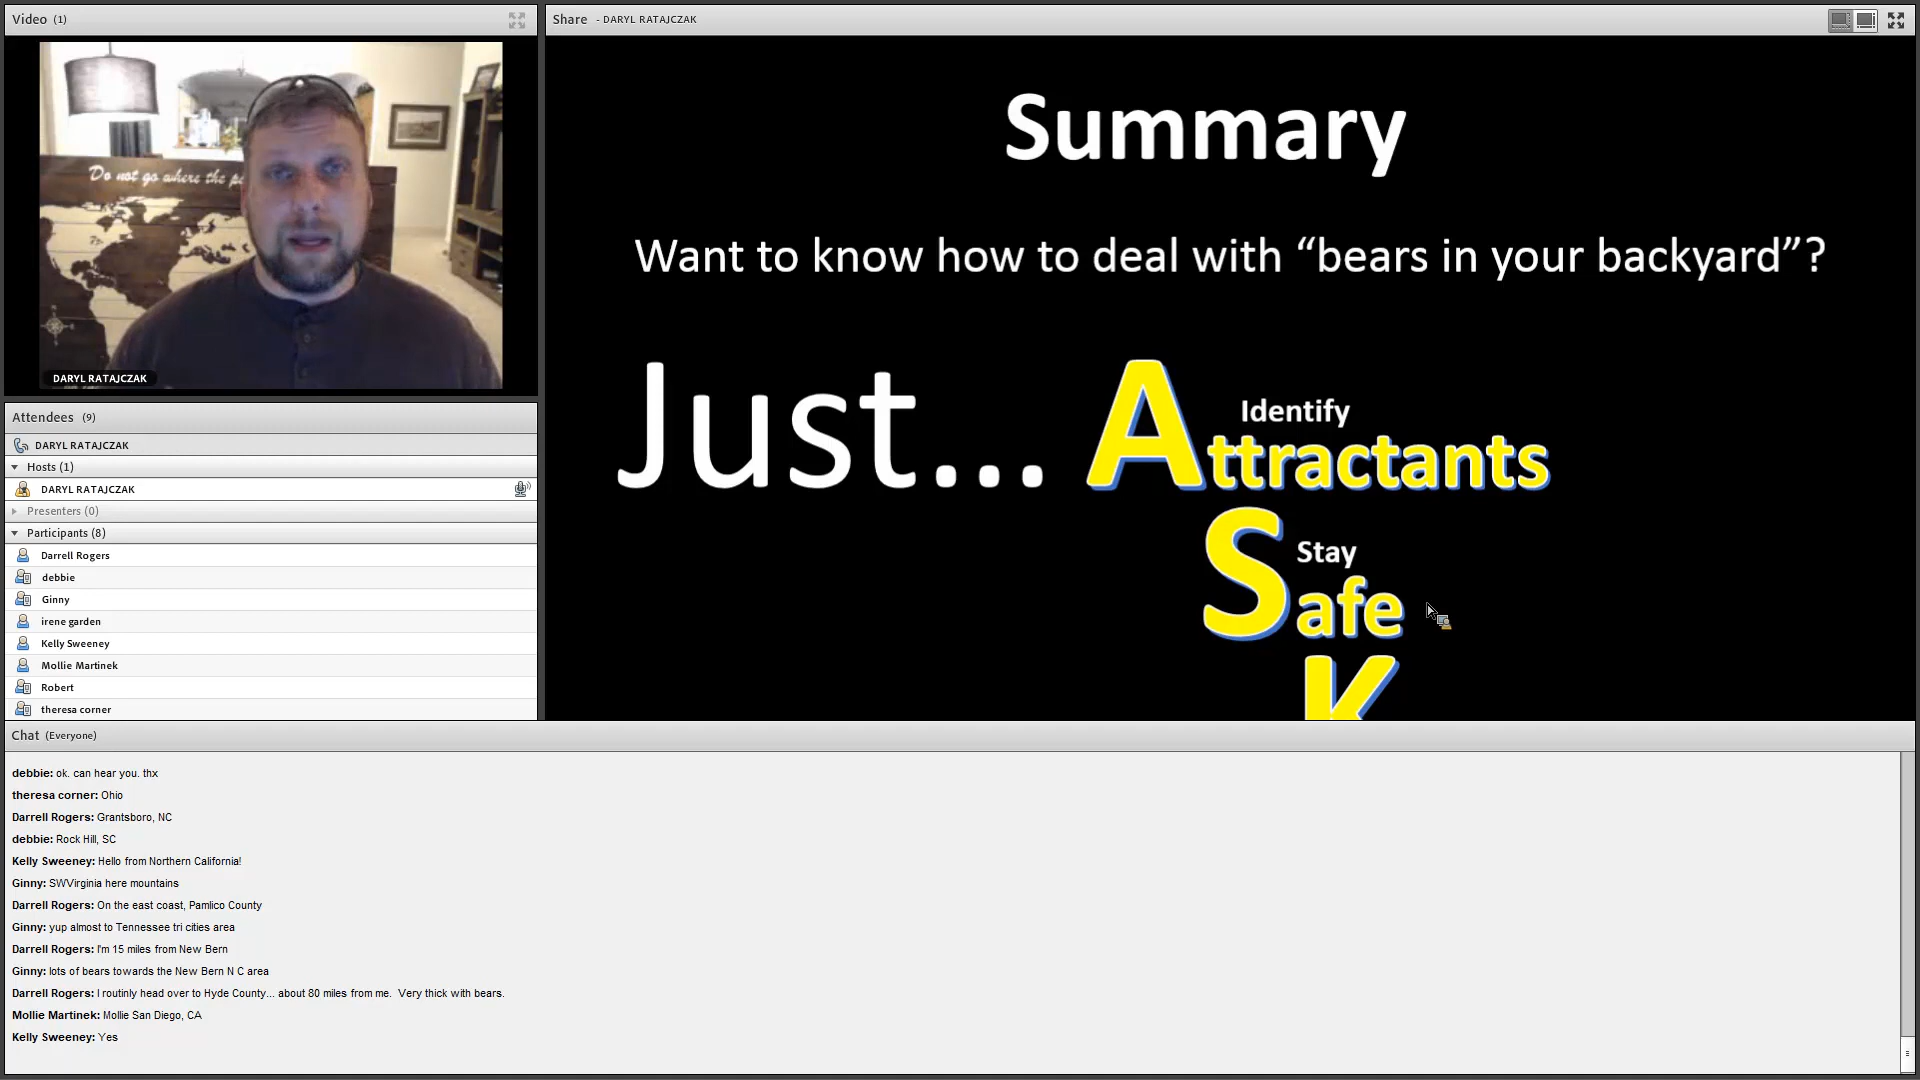 Video (1)
Do not go where the p
DARYL RATAJCZAK
Attendees (9)
DARYL RATAJCZAK
Hosts (1)
DARYL RATAJCZAK
Presenters (0)
Participants (8)
Darrell Rogers
debbie
Ginny
irene garden
Kelly Sweeney
Mollie Martinek
Robert
theresa corner
Share - DARYL RATAJCZAK
Summary
Want to know how to deal with “bears in your backyard”?
Just... Identify
Attractants
Stay
Safe
K
Chat (Everyone)
debbie: ok. can hear you. thx
theresa corner: Ohio
Darrell Rogers: Grantsboro, NC
debbie: Rock Hill, SC
Kelly Sweeney: Hello from Northern California!
Ginny: SWVirginia here mountains
Darrell Rogers: On the east coast, Pamlico County
Ginny: yup almost to Tennessee tri cities area
Darrell Rogers: I'm 15 miles from New Bern
Ginny: lots of bears towards the New Bern N C area
Darrell Rogers: I routinly head over to Hyde County... about 80 miles from me. Very thick with bears.
Mollie Martinek: Mollie San Diego, CA
Kelly Sweeney: Yes